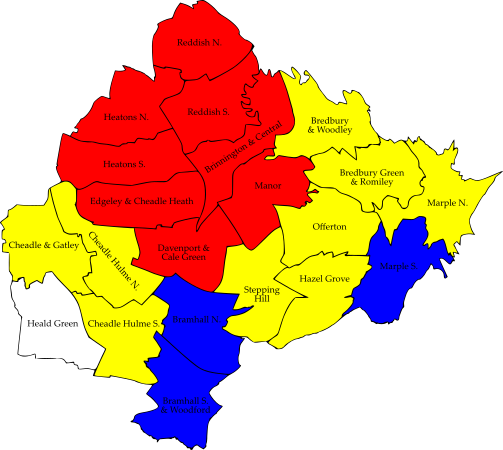 Reddish N.
Heatons N.
Reddish S.
Brinnington & Central
Bredbury
& Woodley
Heatons S.
Bredbury Green
& Romiley
Manor
Edgeley & Cheadle Heath
Marple N.
Offerton
Cheadle & Gatley
Cheadle Hulme N.
Davenport &
Cale Green
Marple S.
Hazel Grove
Stepping
Hill
Heald Green
Cheadle Hulme S.
Bramhall N.
Bramhall S.
& Woodford